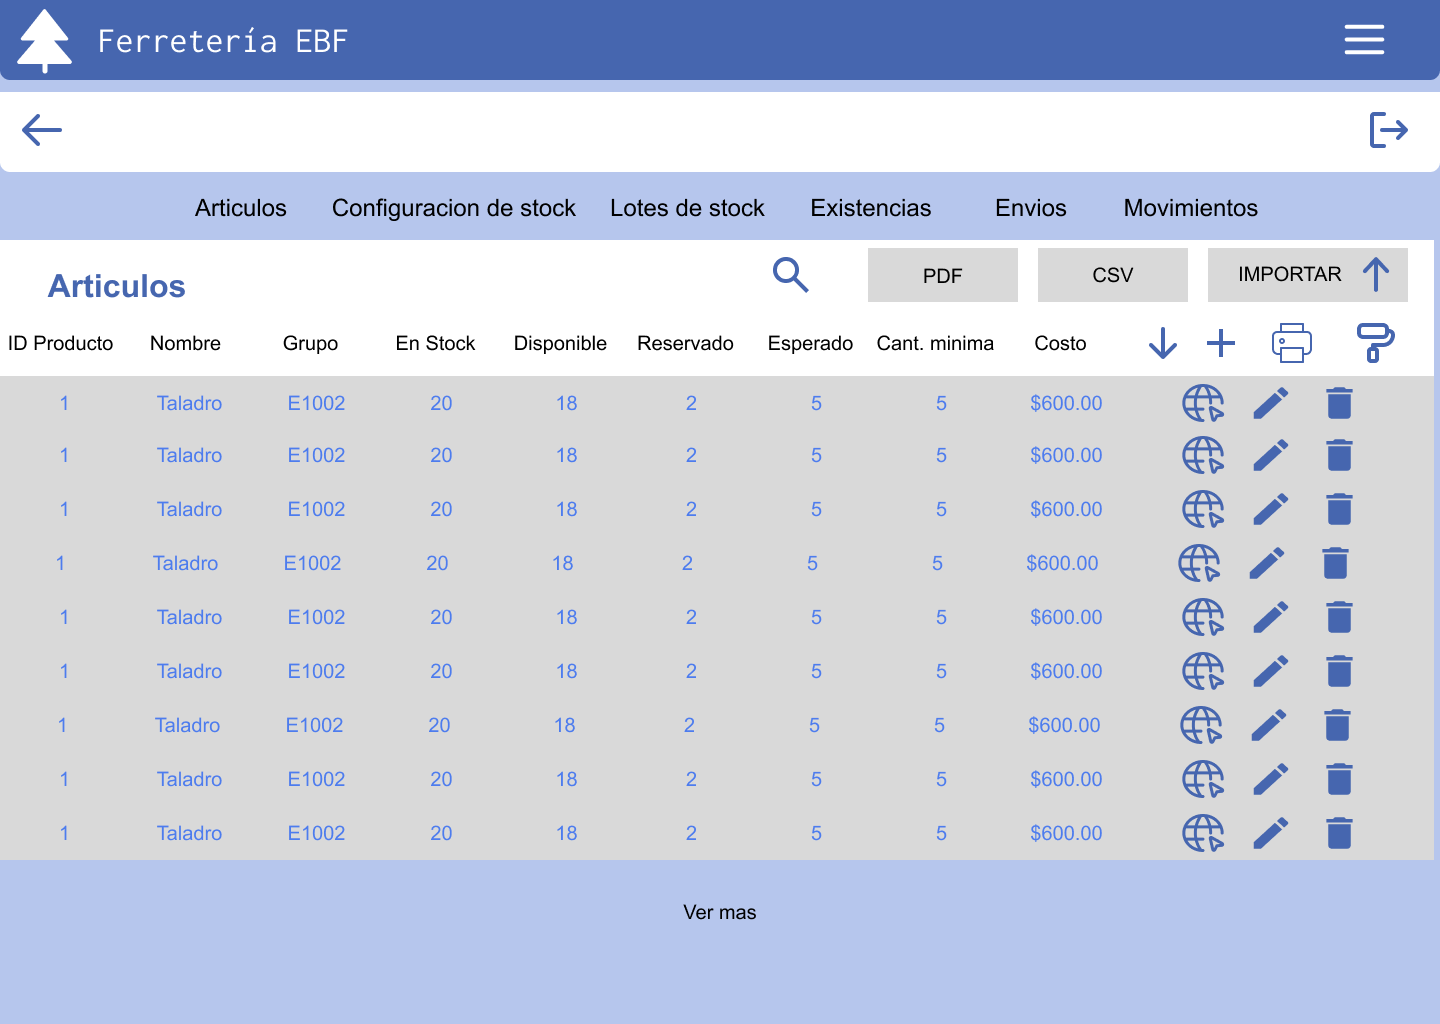 Ferretería EBF
Articulos Configuracion de stock Lotes de stock Existencias Envios Movimientos
Articulos PDF CSV IMPORTAR
ID Producto Nombre Grupo En Stock Disponible Reservado Esperado Cant. minima Costo
1 Taladro E1002 20 18 2 5 5 $600.00
1 Taladro E1002 20 18 2 5 5 $600.00
1 Taladro E1002 20 18 2 5 5 $600.00
1 Taladro E1002 20 18 2 5 5 $600.00
1 Taladro E1002 20 18 2 5 5 $600.00
1 Taladro E1002 20 18 2 5 5 $600.00
1 Taladro E1002 20 18 2 5 5 $600.00
1 Taladro E1002 20 18 2 5 5 $600.00
1 Taladro E1002 20 18 2 5 5 $600.00
Ver mas